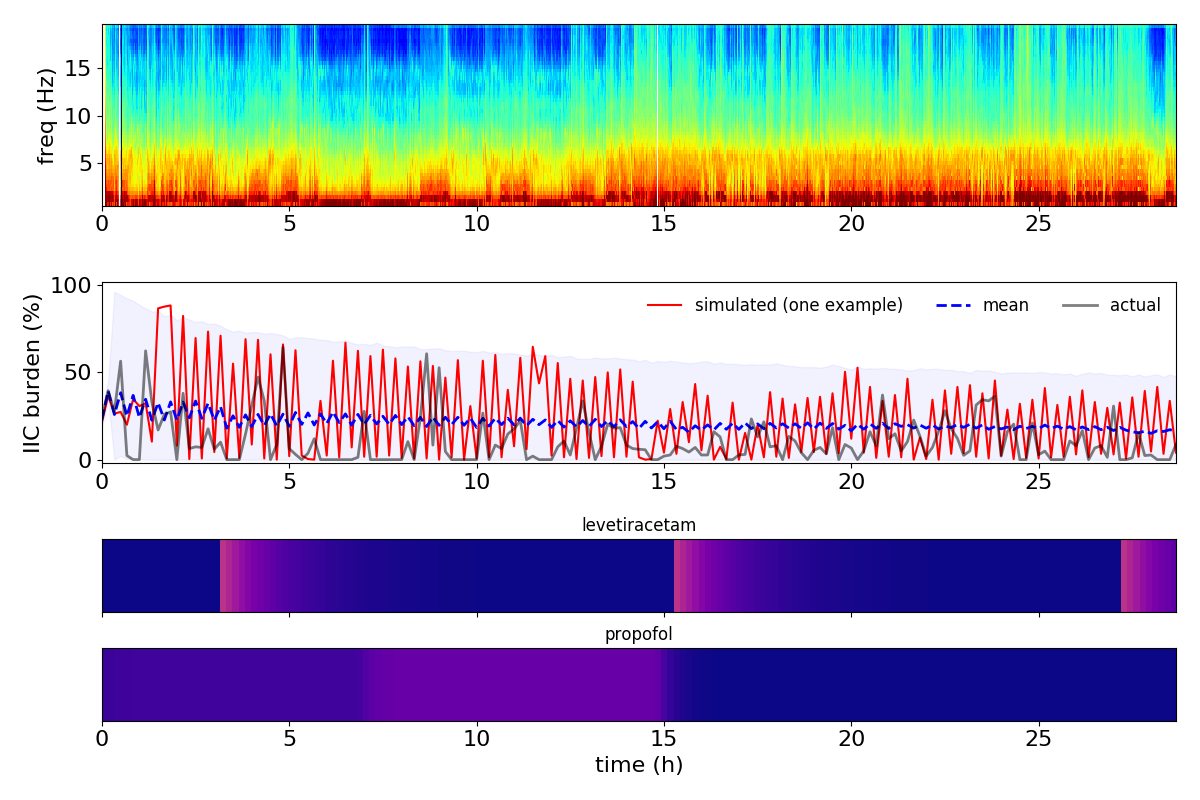 freq (Hz)
15
10
5
0 5 10 15 20 25
IIC burden (%)
100
50
0
simulated (one example) mean actual
0 5 10 15 20 25
levetiracetam
propofol
0 5 10 15 20 25
time (h)